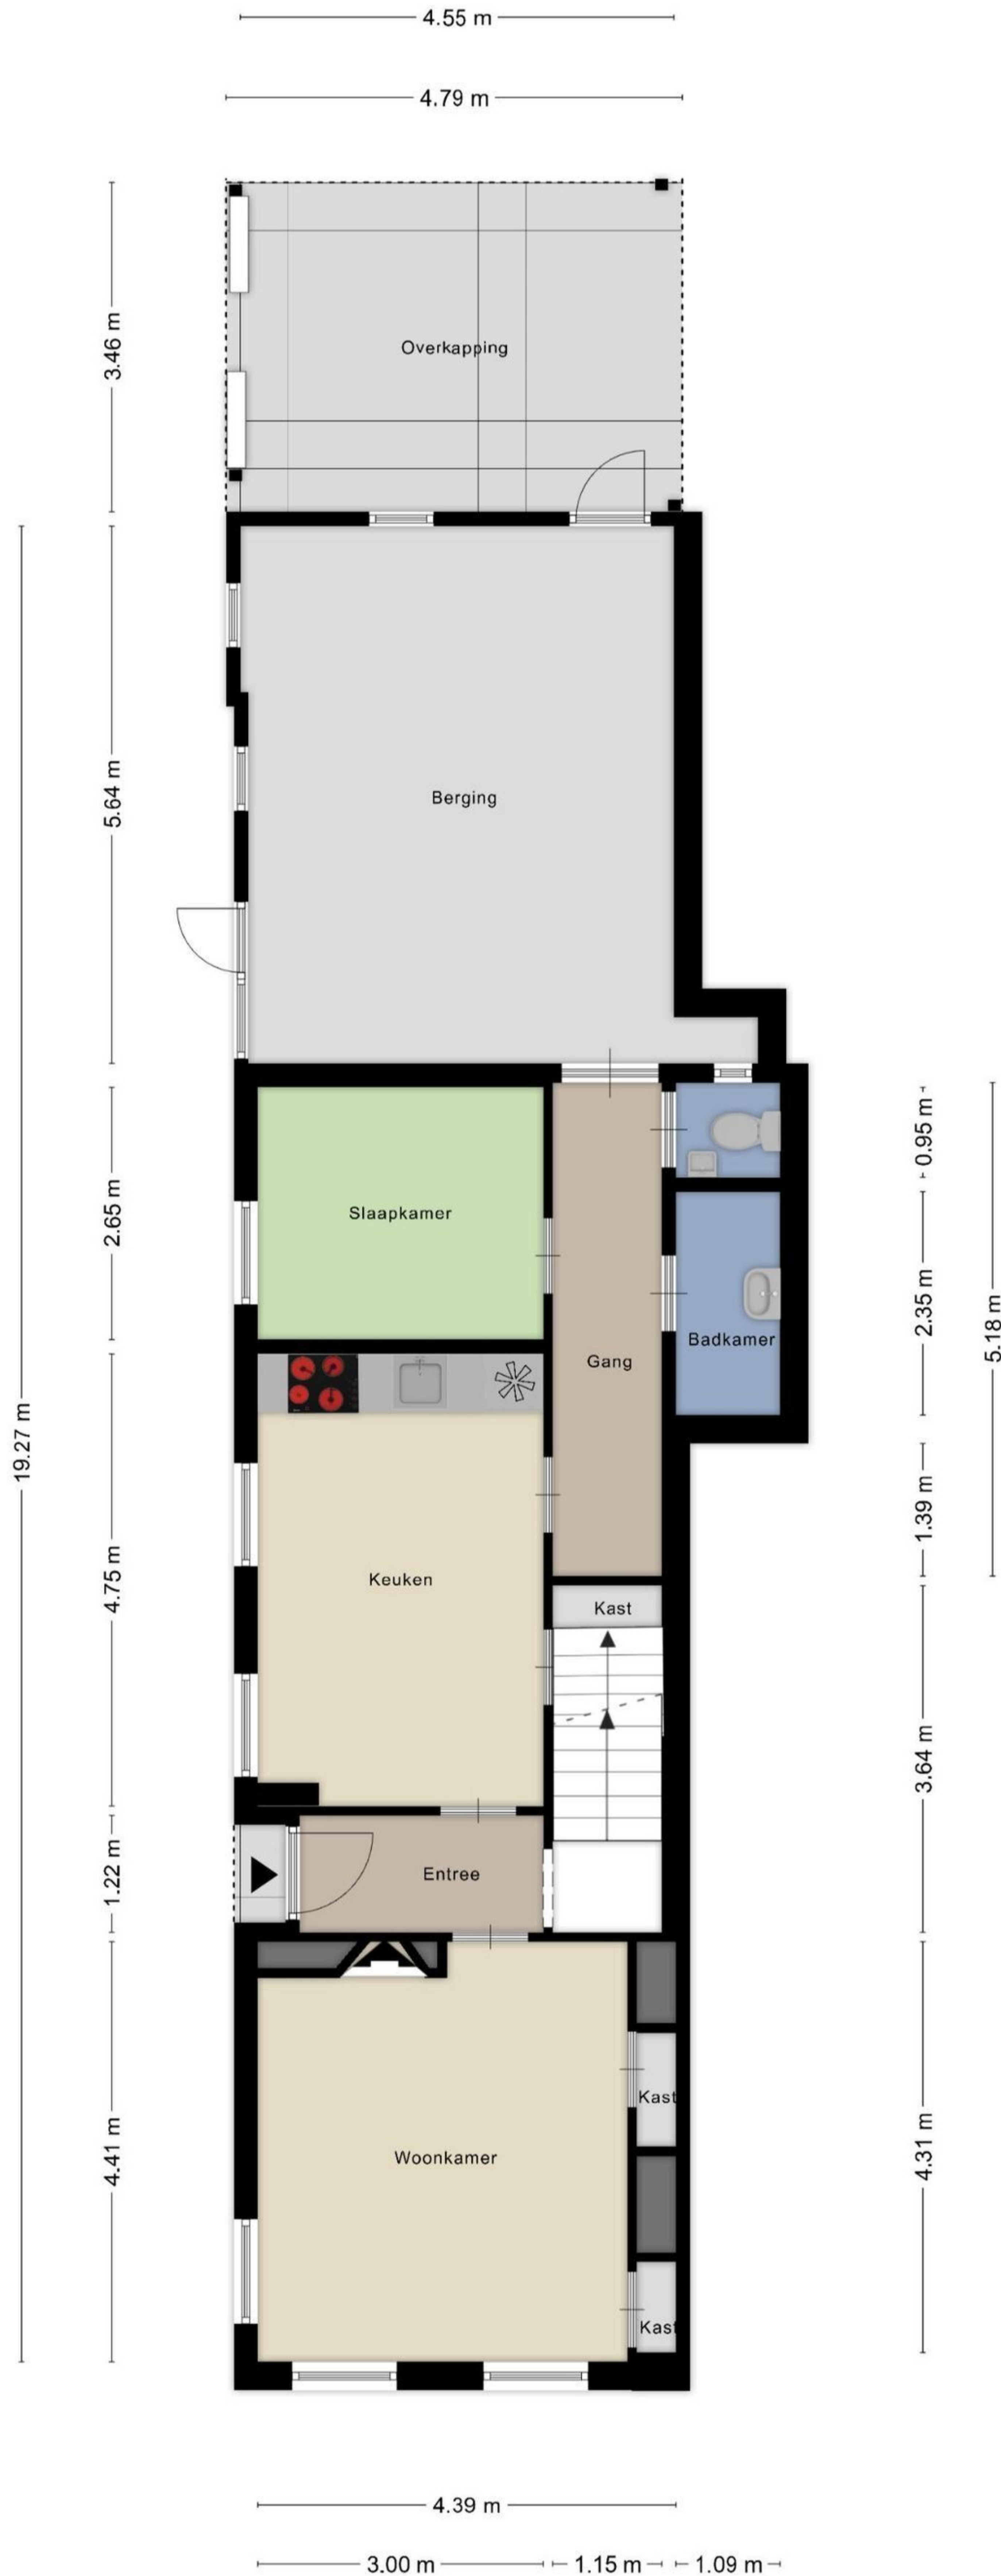 4.55 m
4.79 m
3.46 m
Overkapping
19.27 m
5.64 m
Berging
2.65 m
Slaapkamer
0.95 m
5.18 m
2.35 m
Badkamer
Gang
4.75 m
Keuken
1.39 m
Kast
3.64 m
1.22 m
Entree
4.41 m
Woonkamer
Kast
4.31 m
Kast
4.39 m
3.00 m
1.15 m
1.09 m